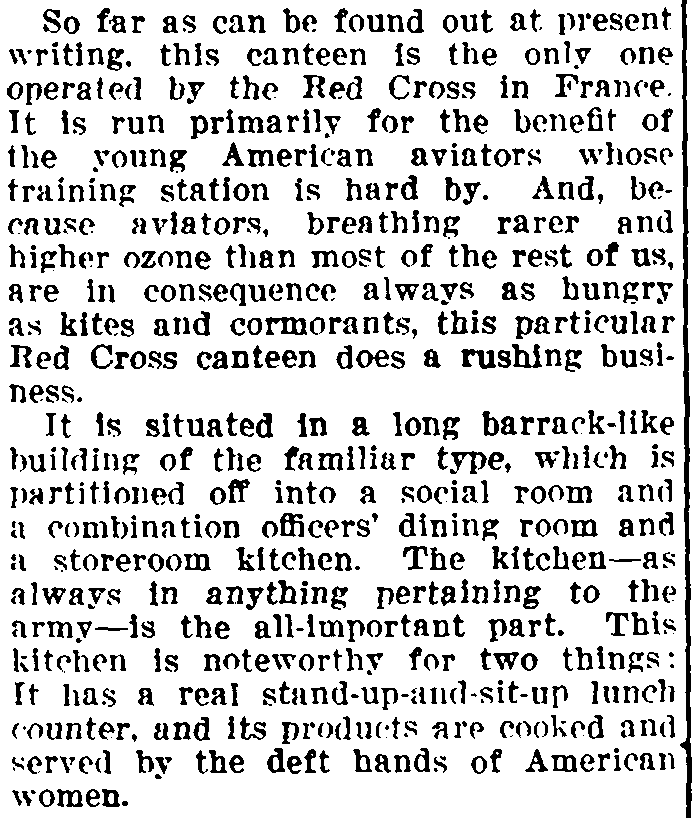 So far as can be found out at present
writing, this canteen is the only one
operated by the Red Cross in France.
It is run primarily for the benefit of
the young American aviators whose
training station is hard by. And, be-
cause aviators, breathing rarer and
higher ozone than most of the rest of us,
are in consequence always as hungry
as kites and cormorants, this particular
Red Cross canteen does a rushing busi-
ness.
It is situated in a long barrack-like
building of the familiar type, which is
partitioned off into a social room and
a combination officers' dining room and
a storeroom kitchen. The kitchen—as
always in anything pertaining to the
army—is the all-important part. This
kitchen is noteworthy for two things:
It has a real stand-up-and-sit-up lunch
counter, and its products are cooked and
served by the deft hands of American
women.